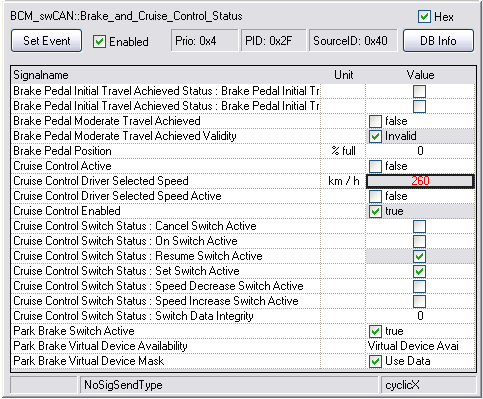 BCM_swCAN::Brake_and_Cruise_Control_Status
Hex
Set Event Enabled Prio: 0x4 PID: 0x2F SourceID: 0x40 DB Info
Signalname Unit Value
Brake Pedal Initial Travel Achieved Status : Brake Pedal Initial Tr
Brake Pedal Initial Travel Achieved Status : Brake Pedal Initial Tr
Brake Pedal Moderate Travel Achieved false
Brake Pedal Moderate Travel Achieved Validity Invalid
Brake Pedal Position % full 0
Cruise Control Active false
Cruise Control Driver Selected Speed km / h 260
Cruise Control Driver Selected Speed Active false
Cruise Control Enabled true
Cruise Control Switch Status : Cancel Switch Active
Cruise Control Switch Status : On Switch Active
Cruise Control Switch Status : Resume Switch Active
Cruise Control Switch Status : Set Switch Active
Cruise Control Switch Status : Speed Decrease Switch Active
Cruise Control Switch Status : Speed Increase Switch Active
Cruise Control Switch Status : Switch Data Integrity 0
Park Brake Switch Active true
Park Brake Virtual Device Availability Virtual Device Avai
Park Brake Virtual Device Mask Use Data
NoSigSendType cyclicX